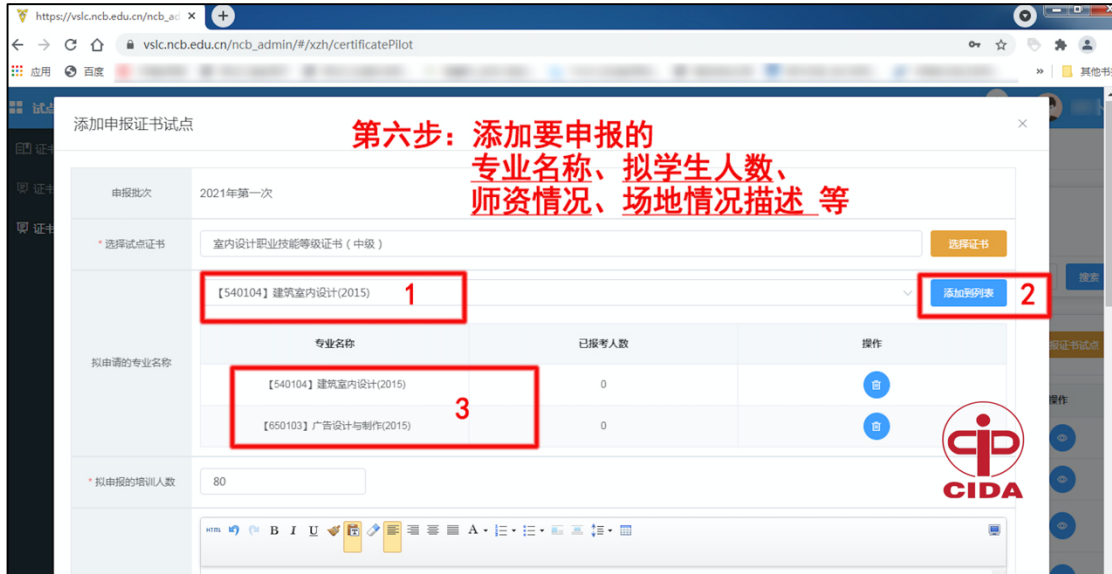 https://vslc.ncb.edu.cn/ncb_ad
vslc.ncb.edu.cn/ncb_admin/#/xzh/certificatePilot
应用 百度 » 其他书
添加申报证书试点
第六步：添加要申报的
专业名称、拟学生人数、
师资情况、场地情况描述 等
申报批次 2021年第一次
* 选择试点证书 室内设计职业技能等级证书（中级） 选择证书
搜索
【540104】建筑室内设计(2015) 1 添加到列表 2
拟申请的专业名称
专业名称 已报考人数 操作
【540104】建筑室内设计(2015) 0
3
【650103】广告设计与制作(2015) 0
报证书试点
操作
CIDA
* 拟申报的培训人数 80
HTML B I U A